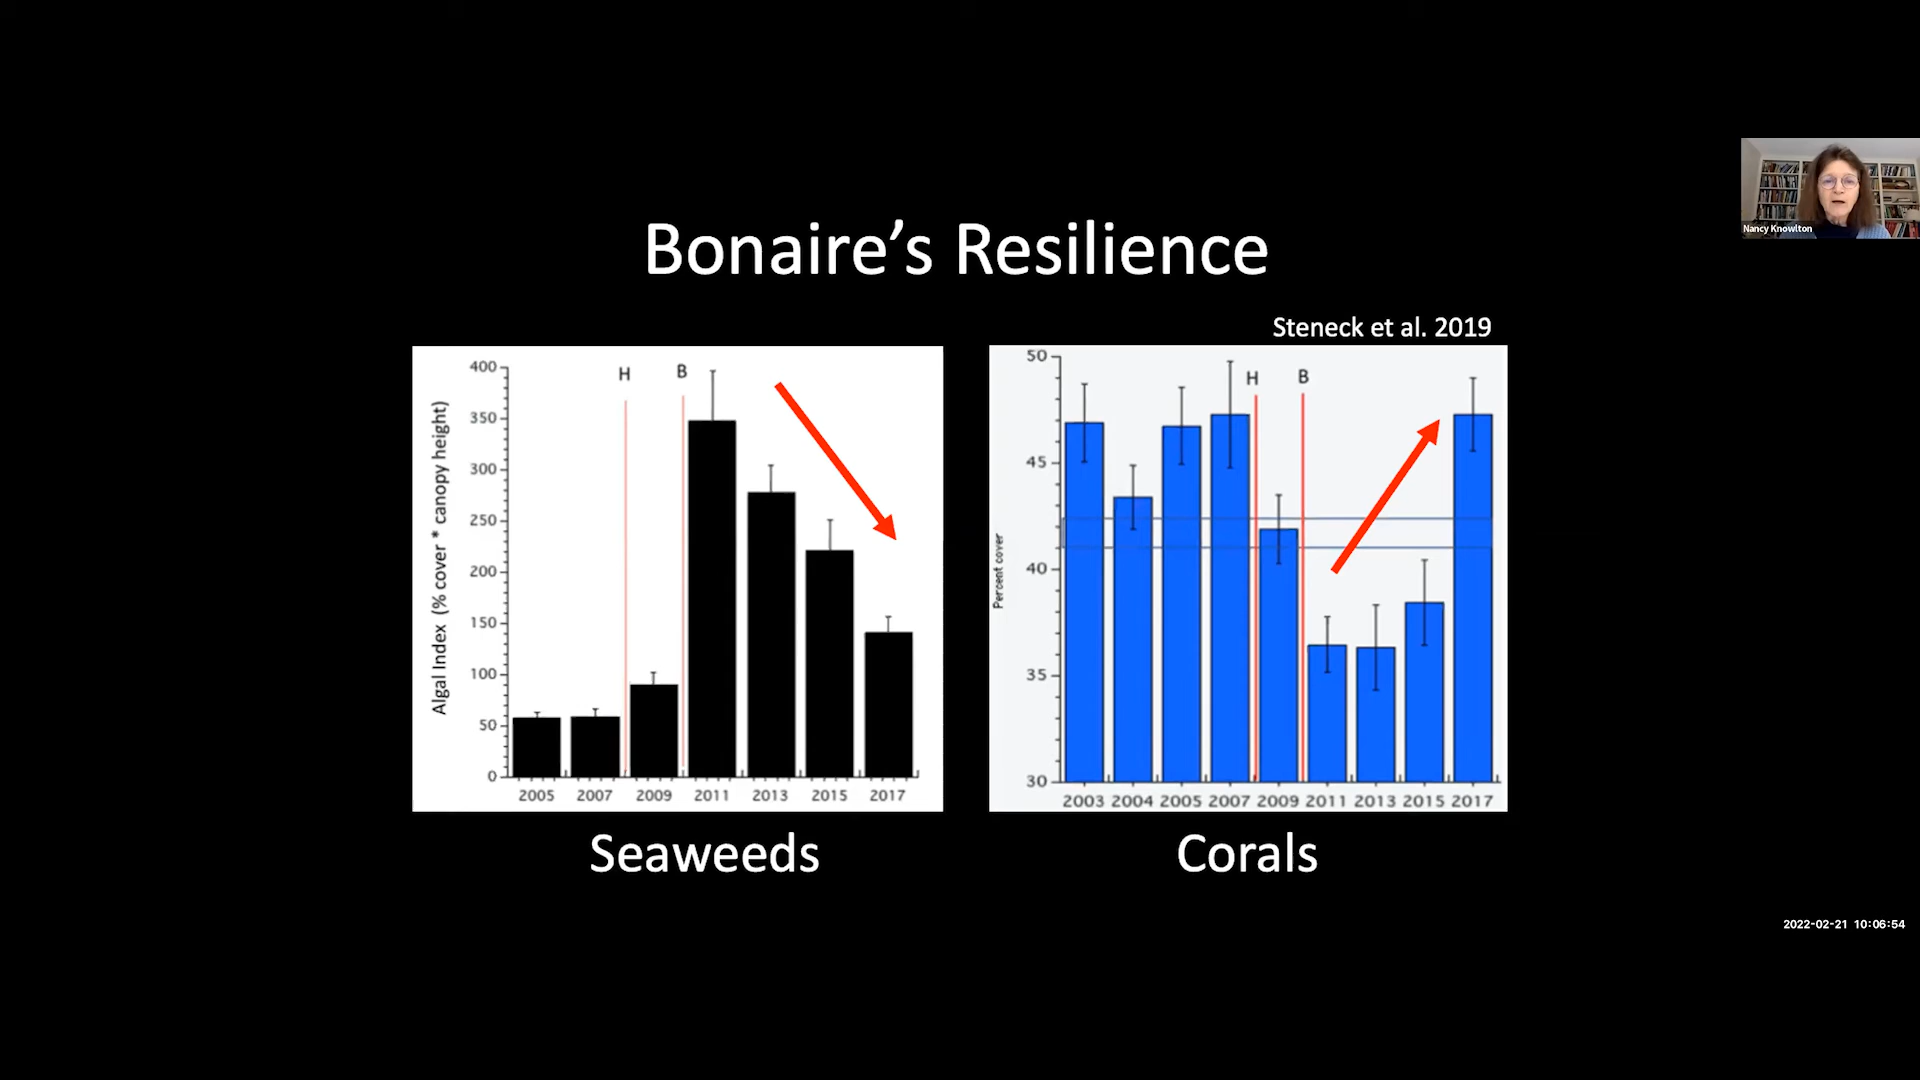 Bonaire’s Resilience
Steneck et al. 2019
Nancy Knowlton
Algal Index (% cover * canopy height)
400
350
300
250
200
150
100
50
0
H
B
2005 2007 2009 2011 2013 2015 2017
Seaweeds
Percent cover
50
45
40
35
30
H
B
2003 2004 2005 2007 2009 2011 2013 2015 2017
Corals
2022-02-21 10:06:54